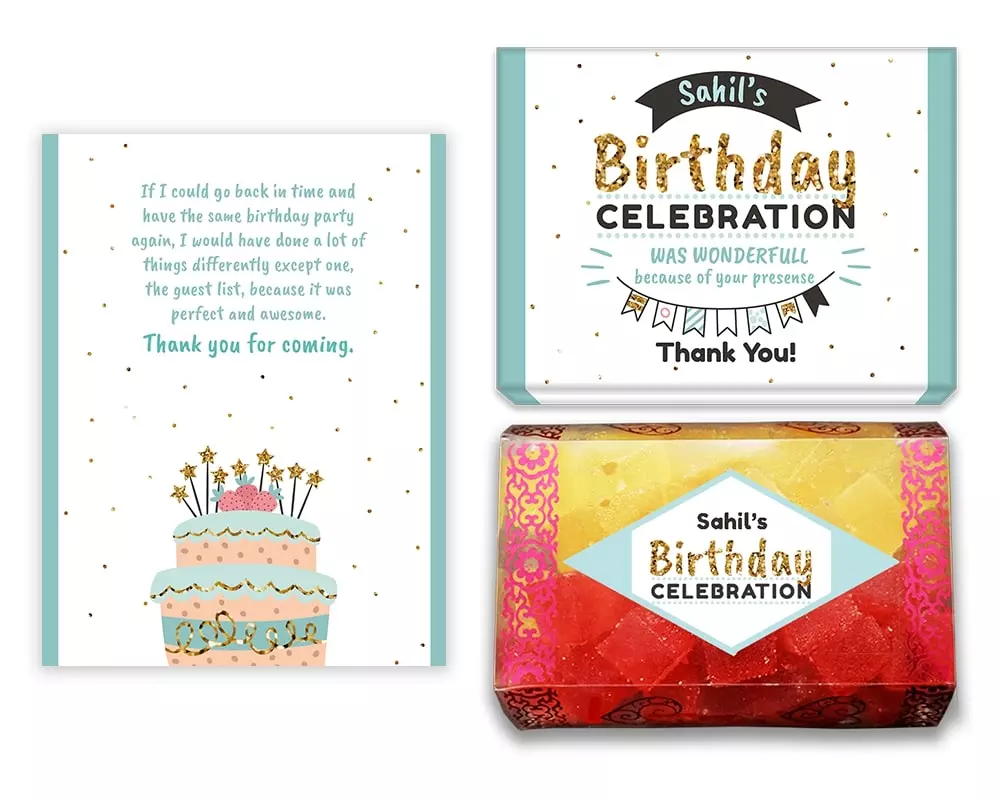 If I could go back in time and
have the same birthday party
again, I would have done a lot of
things differently except one,
the guest list, because it was
perfect and awesome.
Thank you for coming.
Sahil's
Birthday
CELEBRATION
WAS WONDERFULL
because of your presense
Thank You!
Sahil's
Birthday
CELEBRATION